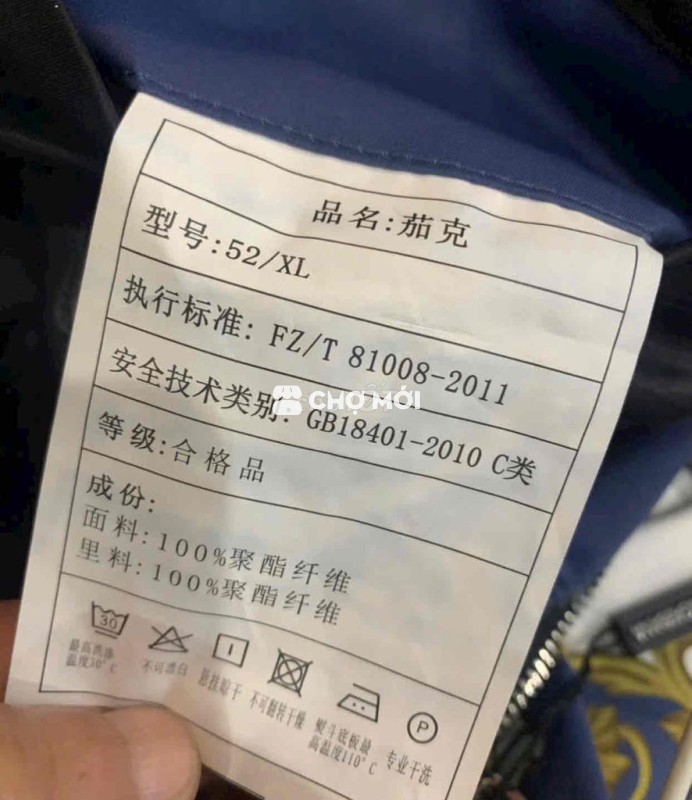 品名:茄克
型号:52/XL
执行标准: FZ/T 81008-2011
安全技术类别: GB18401-2010 C类
CHỢ MỚI
等级:合格品
成份:
面料:100%聚酯纤维
里料:100%聚酯纤维
30
P
最高洗涤
温度30°C
不可漂白
悬挂晾干
不可翻转干燥
熨斗底板最
高温度110°C
专业干洗